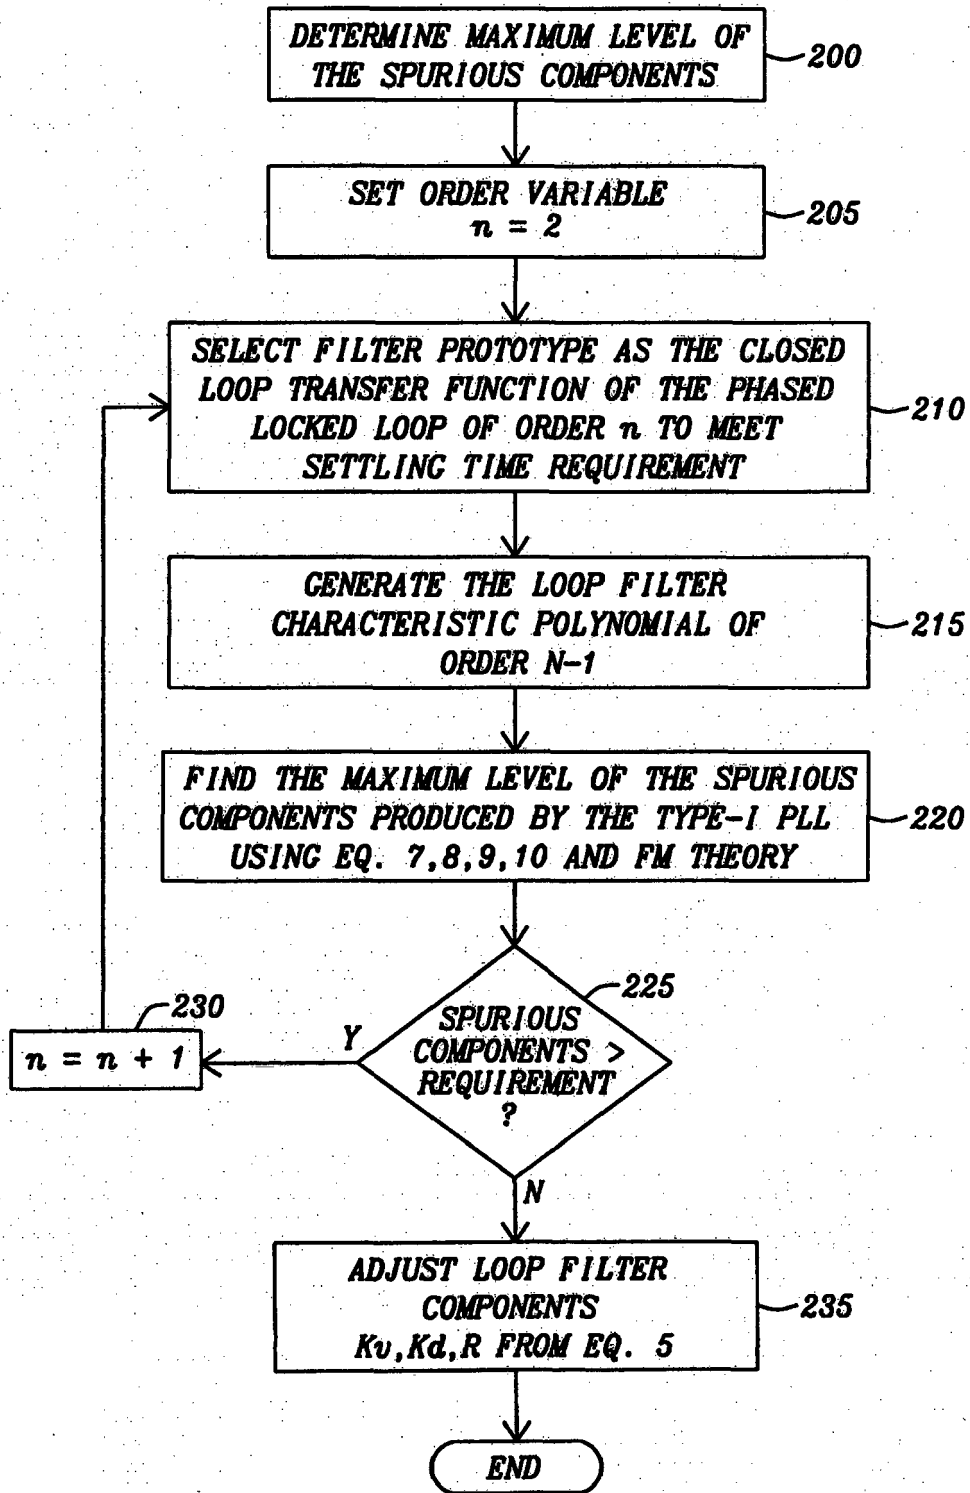 DETERMINE MAXIMUM LEVEL OF
THE SPURIOUS COMPONENTS
200
SET ORDER VARIABLE
n = 2
205
SELECT FILTER PROTOTYPE AS THE CLOSED
LOOP TRANSFER FUNCTION OF THE PHASED
LOCKED LOOP OF ORDER n TO MEET
SETTLING TIME REQUIREMENT
210
GENERATE THE LOOP FILTER
CHARACTERISTIC POLYNOMIAL OF
ORDER N-1
215
FIND THE MAXIMUM LEVEL OF THE SPURIOUS
COMPONENTS PRODUCED BY THE TYPE-I PLL
USING EQ. 7,8,9,10 AND FM THEORY
220
225
SPURIOUS
COMPONENTS >
REQUIREMENT
?
Y
230
n = n + 1
N
ADJUST LOOP FILTER
COMPONENTS
Kv,Kd,R FROM EQ. 5
235
END